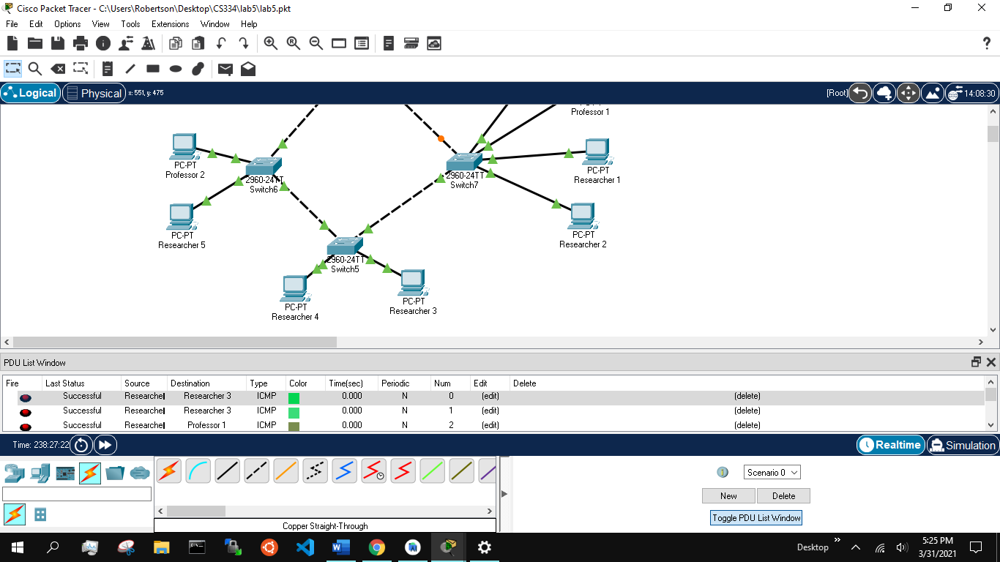 Cisco Packet Tracer - C:\Users\Robertson\Desktop\CS334\lab5\lab5.pkt
File Edit Options View Tools Extensions Window Help
Logical Physical x: 551, y: 475 [Root] 14:08:30
Professor 1
PC-PT
Professor 2
2960-24TT
Switch6
2960-24TT
Switch7
PC-PT
Researcher 1
PC-PT
Researcher 5
PC-PT
Researcher 2
2960-24TT
Switch5
PC-PT
Researcher 4
PC-PT
Researcher 3
PDU List Window
Fire Last Status Source Destination Type Color Time(sec) Periodic Num Edit Delete
Successful Researcher Researcher 3 ICMP 0.000 N 0 (edit) (delete)
Successful Researcher Researcher 3 ICMP 0.000 N 1 (edit) (delete)
Successful Researcher Professor 1 ICMP 0.000 N 2 (edit) (delete)
Time: 238:27:22 Realtime Simulation
Scenario 0
New Delete
Toggle PDU List Window
Copper Straight-Through
Desktop 5:25 PM
3/31/2021